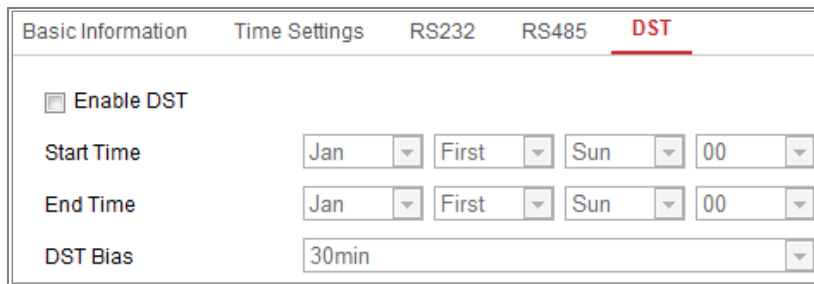 Basic Information Time Settings RS232 RS485 DST
Enable DST
Start Time Jan First Sun 00
End Time Jan First Sun 00
DST Bias 30min